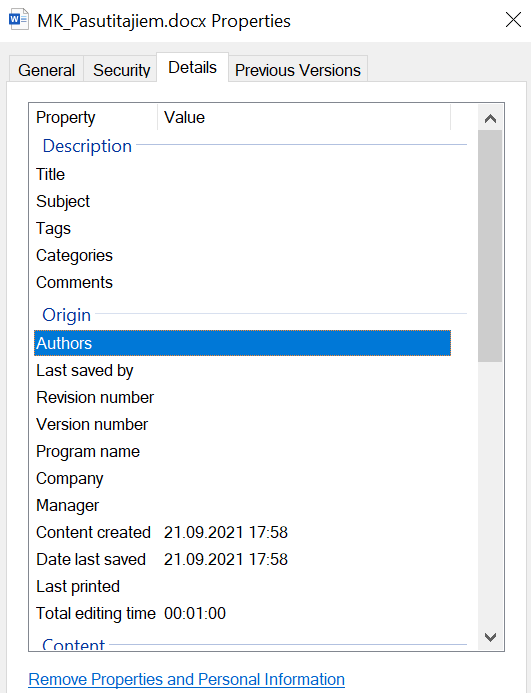 MK_Pasutitajiem.docx Properties
General Security Details Previous Versions
Property Value
Description
Title
Subject
Tags
Categories
Comments
Origin
Authors
Last saved by
Revision number
Version number
Program name
Company
Manager
Content created 21.09.2021 17:58
Date last saved 21.09.2021 17:58
Last printed
Total editing time 00:01:00
Content
Remove Properties and Personal Information